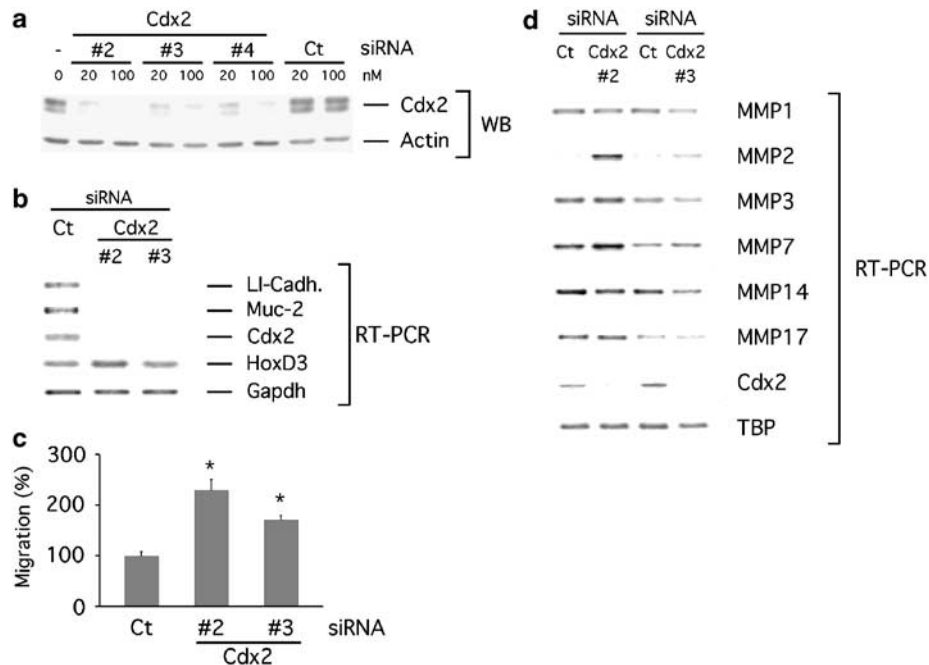 a
Cdx2
- #2 #3 #4 Ct siRNA
0 20 100 20 100 20 100 20 100 nM
Cdx2
Actin
WB
b
siRNA
Ct Cdx2
#2 #3
LI-Cadh.
Muc-2
Cdx2
HoxD3
Gapdh
RT-PCR
c
Migration (%)
300
200
100
0
* *
Ct #2 #3 siRNA
Cdx2
d
siRNA siRNA
Ct Cdx2 Ct Cdx2
#2 #3
MMP1
MMP2
MMP3
MMP7
MMP14
MMP17
Cdx2
TBP
RT-PCR